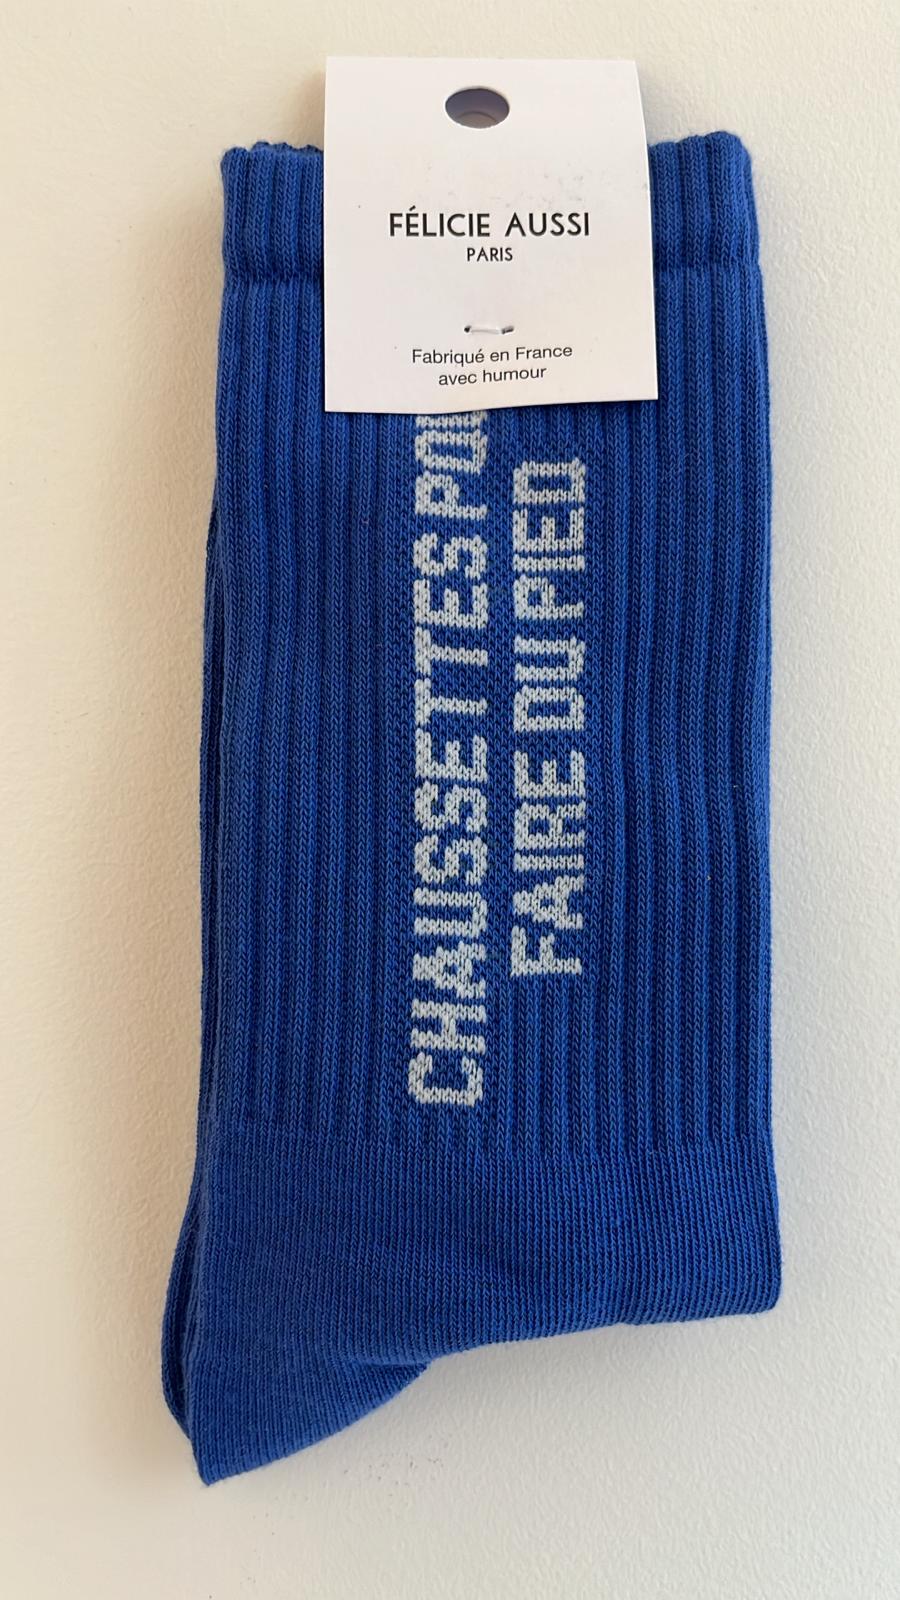 FÉLICIE AUSSI
PARIS
Fabriqué en France
avec humour
CHAUSSETTES
FAIRE DU PIED